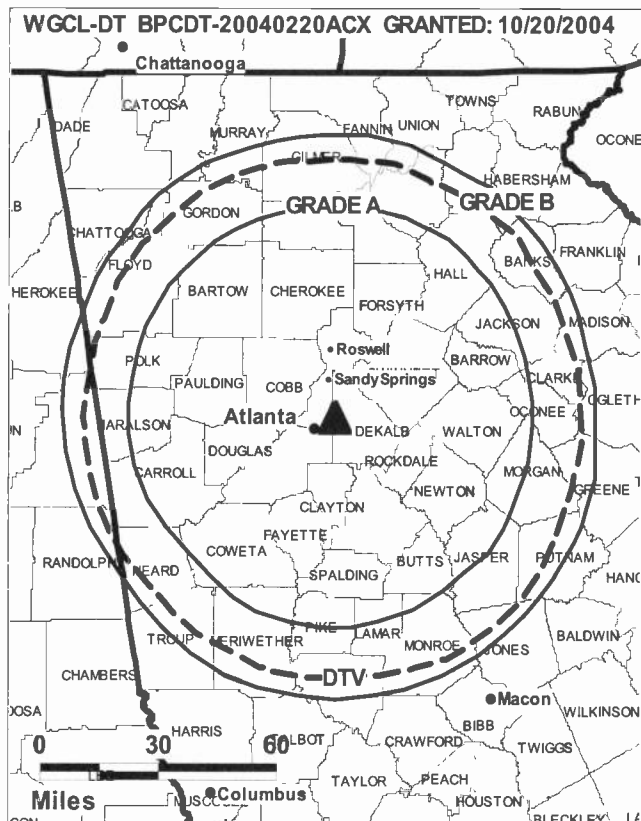 WGCL-DT BPCDT-20040220ACX GRANTED: 10/20/2004
Chattanooga
CATOOSA
TOWNS
RABUN
DADE
MURRAY
FANNIN
UNION
OCONE
GILMER
HABERSHAM
GRADE A
GRADE B
GORDON
CHATTOOGA
FRANKLIN
FLOYD
BANKS
HALL
CHEROKEE
BARTOW
CHEROKEE
FORSYTH
MADISON
JACKSON
Roswell
POLK
BARROW
PAULDING
COBB
Sandy Springs
CLARKE
OGLETH
Atlanta
OCONEE
HARALSON
DEKALB
WALTON
DOUGLAS
ROCKDALE
CARROLL
MORGAN
NEWTON
GREENE
CLAYTON
FAYETTE
COWETA
BUTTS
JASPER
PUTNAM
RANDOLPH
HEARD
SPALDING
HANC
PIKE
LAMAR
TROUP
MERIWETHER
MONROE
BALDWIN
JONES
CHAMBERS
DTV
Macon
WILKINSON
OOSA
BIBB
HARRIS
TALBOT
CRAWFORD
TWIGGS
0 30 60
Miles
TAYLOR
PEACH
Columbus
HOUSTON
BLECKLEY